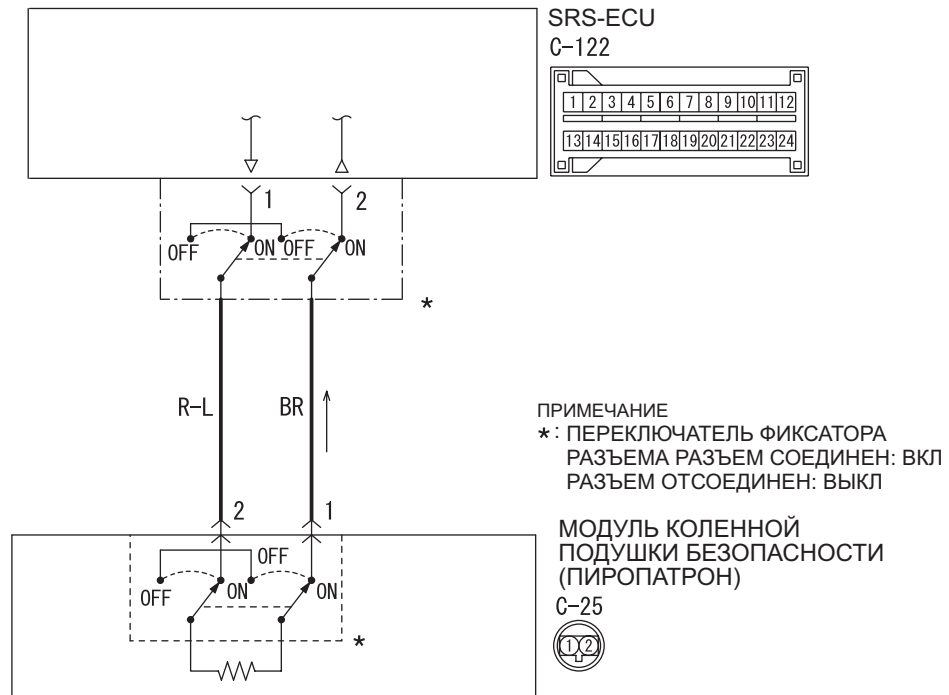 SRS-ECU
C-122
1 2 3 4 5 6 7 8 9 10 11 12
13 14 15 16 17 18 19 20 21 22 23 24
1 2
OFF ON OFF ON
*
R-L BR
ПРИМЕЧАНИЕ
*: ПЕРЕКЛЮЧАТЕЛЬ ФИКСАТОРА
РАЗЪЕМА РАЗЪЕМ СОЕДИНЕН: ВКЛ
РАЗЪЕМ ОТСОЕДИНЕН: ВЫКЛ
2 1
МОДУЛЬ КОЛЕННОЙ
ПОДУШКИ БЕЗОПАСНОСТИ
(ПИРОПАТРОН)
C-25
1 2
OFF ON OFF ON
*